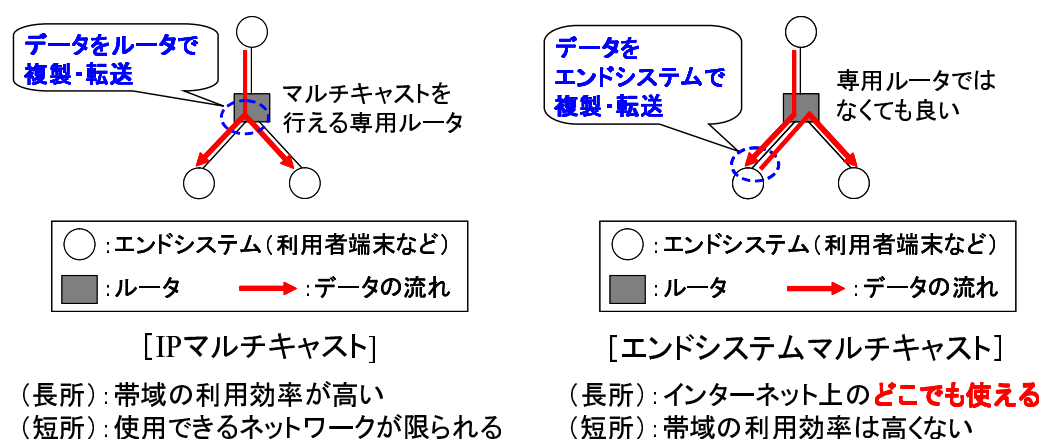 データをルータで
複製・転送
マルチキャストを
行える専用ルータ
○:エンドシステム(利用者端末など)
:ルータ
:データの流れ
[IPマルチキャスト]
(長所):帯域の利用効率が高い
(短所):使用できるネットワークが限られる
データを
エンドシステムで
複製・転送
専用ルータでは
なくても良い
:エンドシステム(利用者端末など)
:ルータ
:データの流れ
[エンドシステムマルチキャスト]
(長所):インターネット上のどこでも使える
(短所):帯域の利用効率は高くない